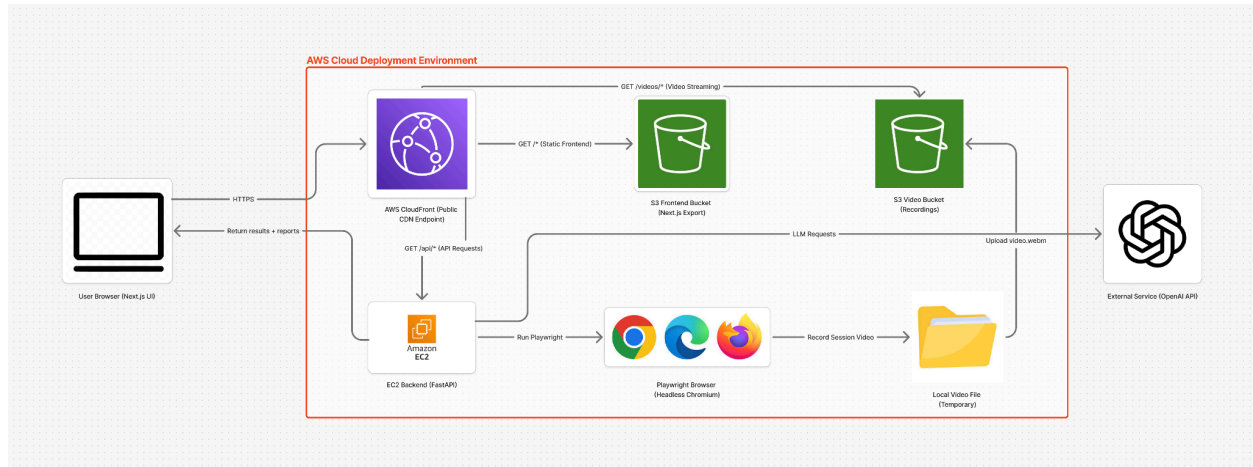 AWS Cloud Deployment Environment
GET /videos/* (Video Streaming)
GET /* (Static Frontend)
HTTPS
AWS CloudFront (Public
CDN Endpoint)
S3 Frontend Bucket
(Next.js Export)
S3 Video Bucket
(Recordings)
Return results + reports
GET /api/* (API Requests)
LLM Requests
Upload video.webm
User Browser (Next.js UI)
External Service (OpenAI API)
Amazon
EC2
Run Playwright
Record Session Video
EC2 Backend (FastAPI)
Playwright Browser
(Headless Chromium)
Local Video File
(Temporary)